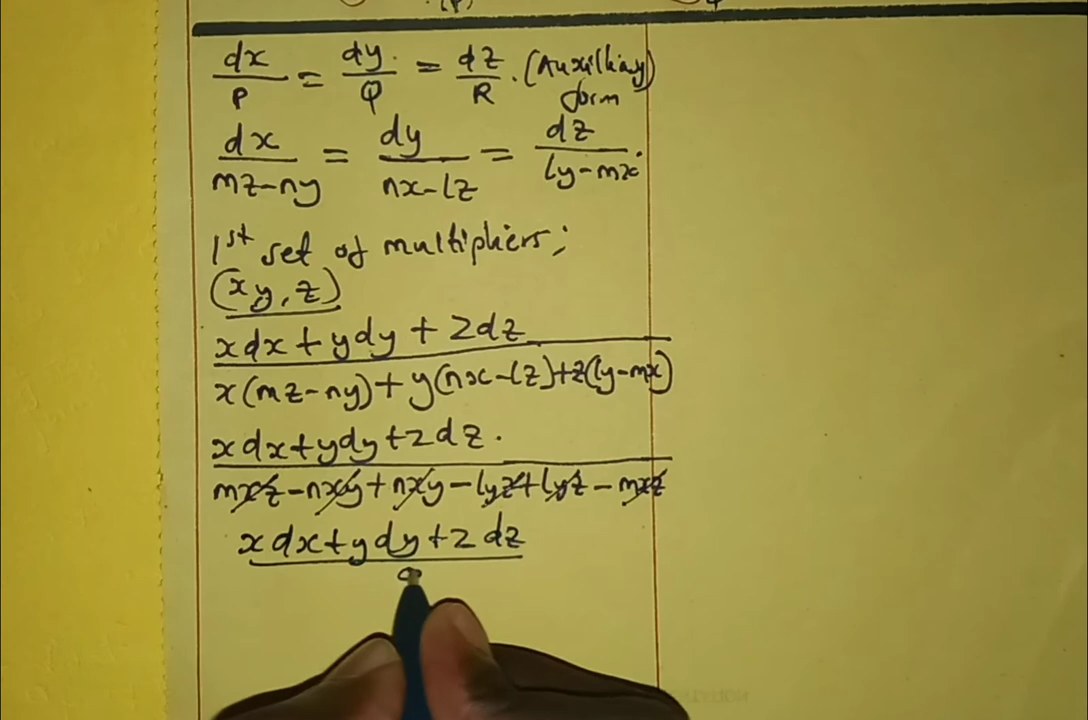 dx/P = dy/Q = dz/R . (Auxilliary form)
dx/mz-ny = dy/nx-lz = dz/ly-mx .
1st set of multipliers;
(x y, z)
xdx + ydy + zdz
x(mz-ny) + y(nx-lz) + z(ly-mx)
xdx + ydy + zdz .
mxz - nxy + nxy - lyz + lyz - mxz
xdx + ydy + z dz
0